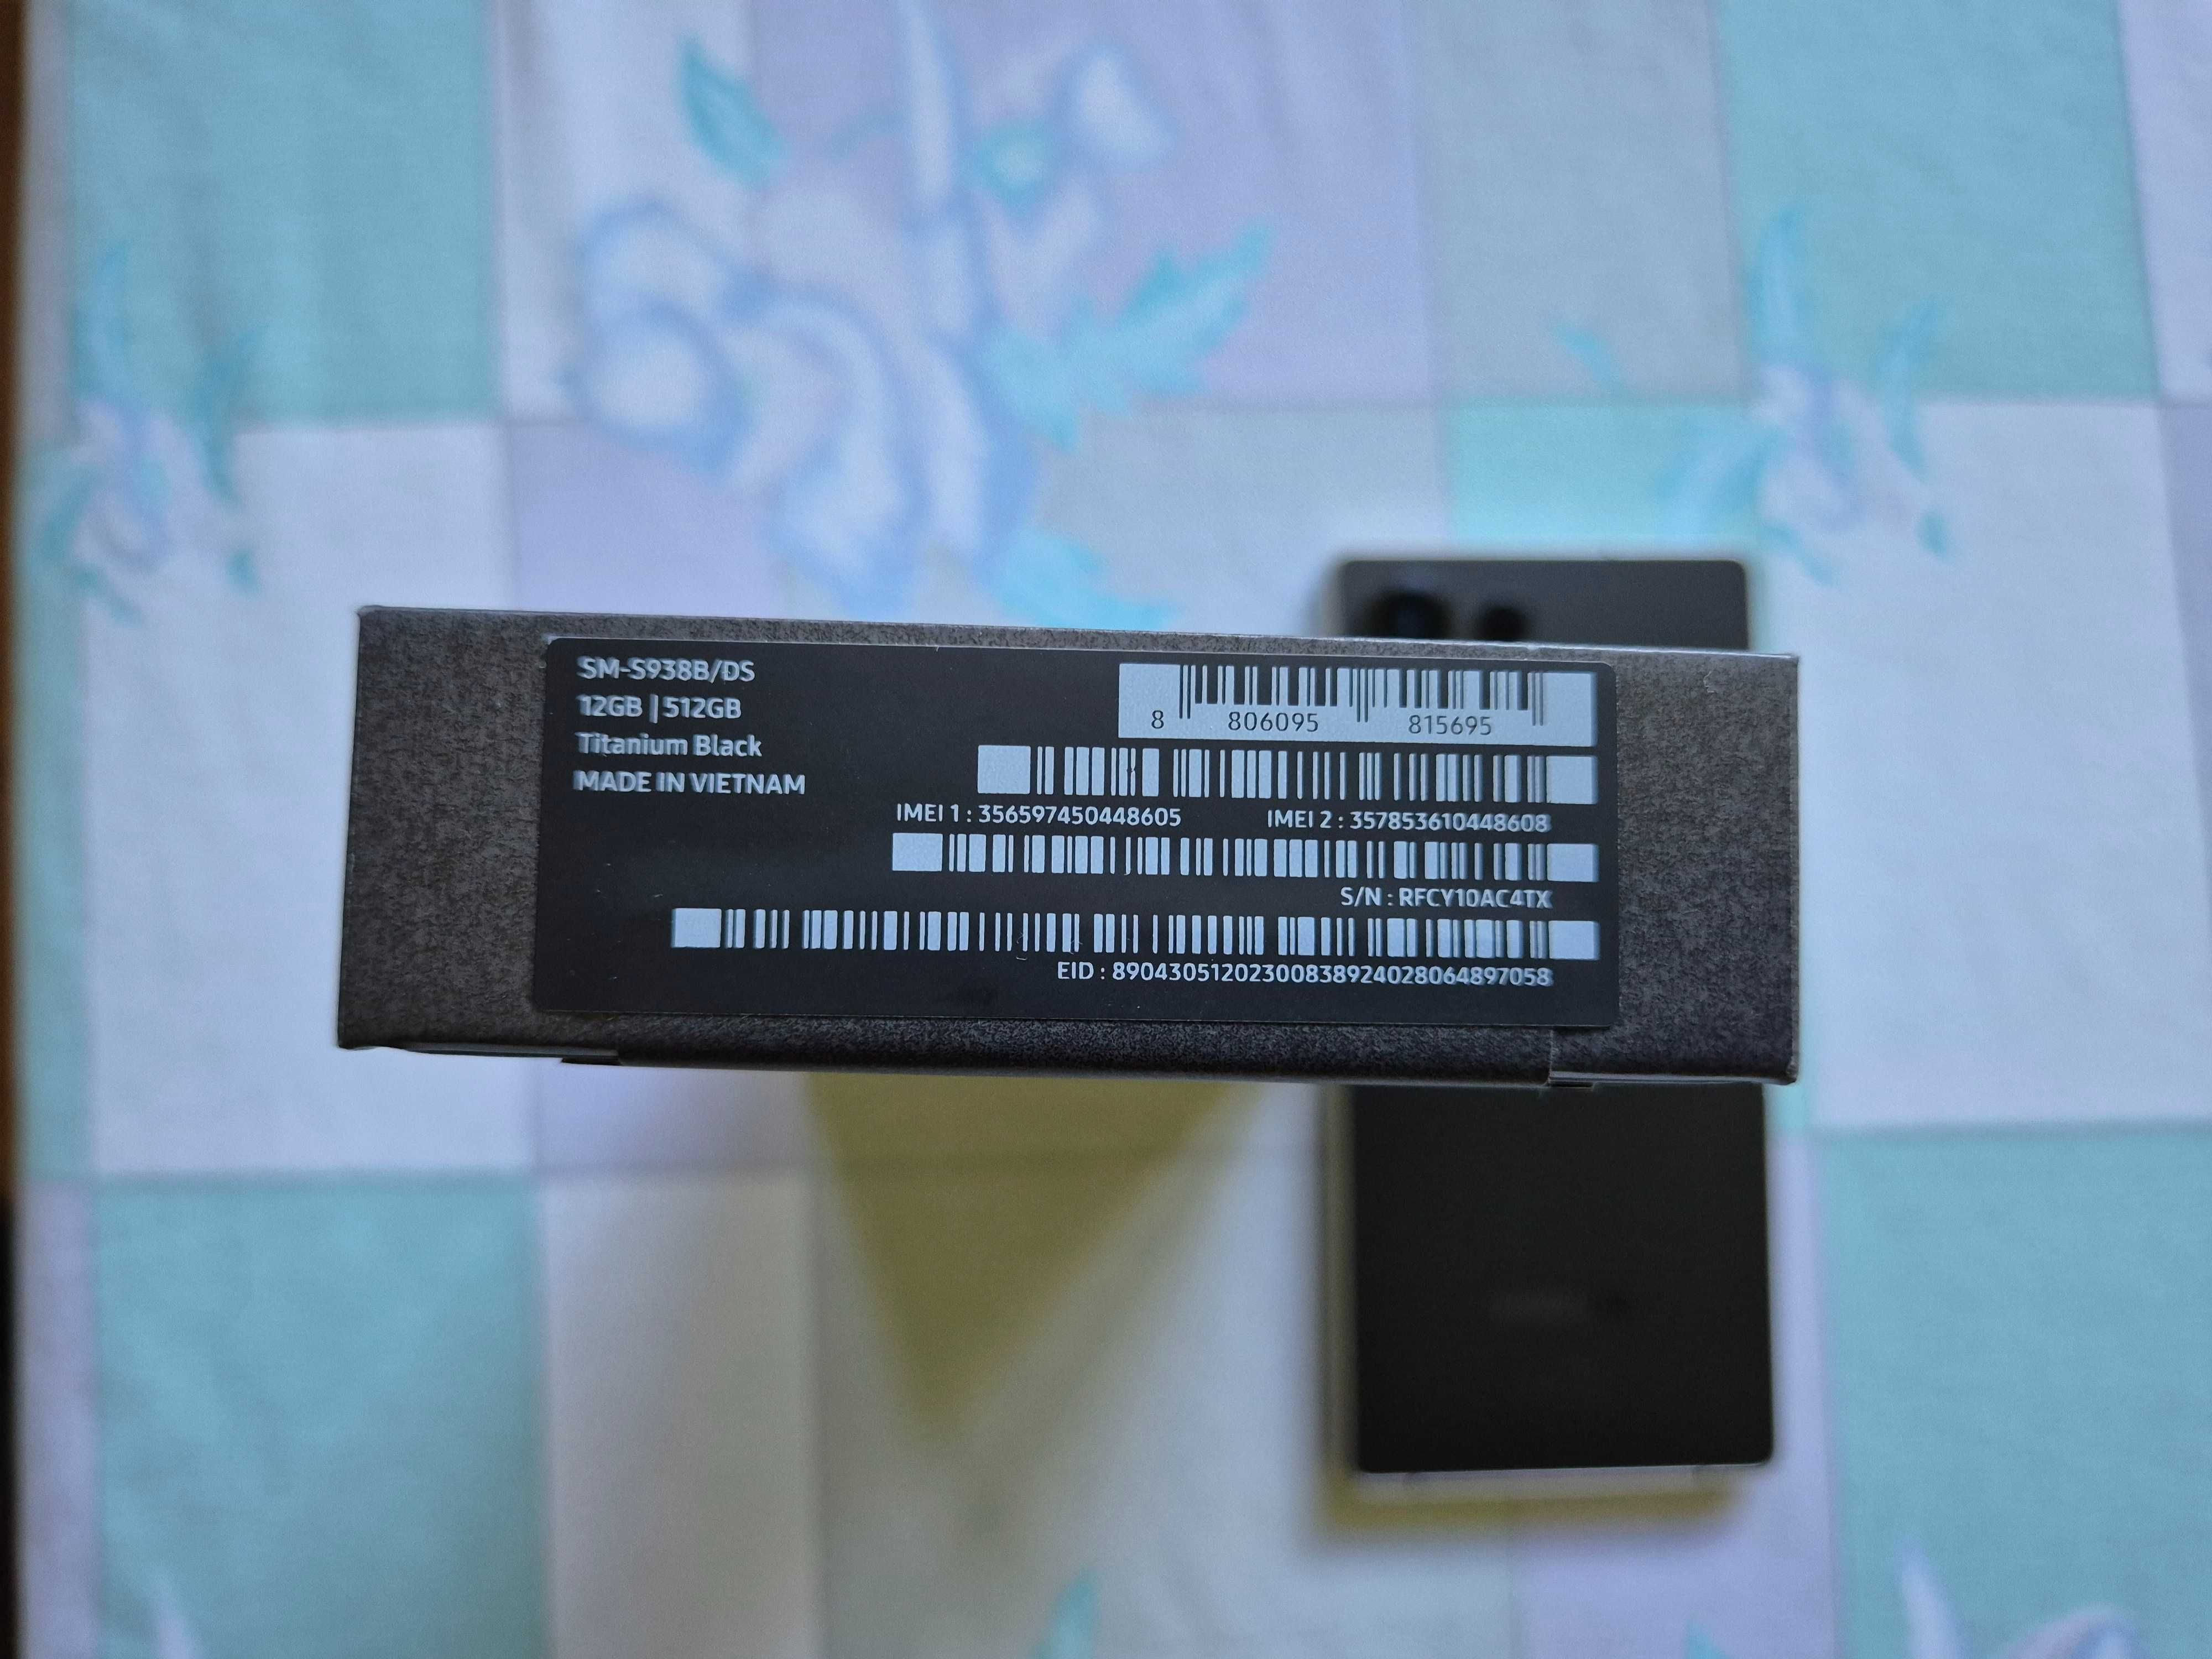 SM-S938B/DS
12GB | 512GB
Titanium Black
MADE IN VIETNAM
8 806095 815695
IMEI 1 : 356597450448605 IMEI 2 : 357853610448608
S/N : RFCY10AC4TX
EID : 89043051202300838924028064897058